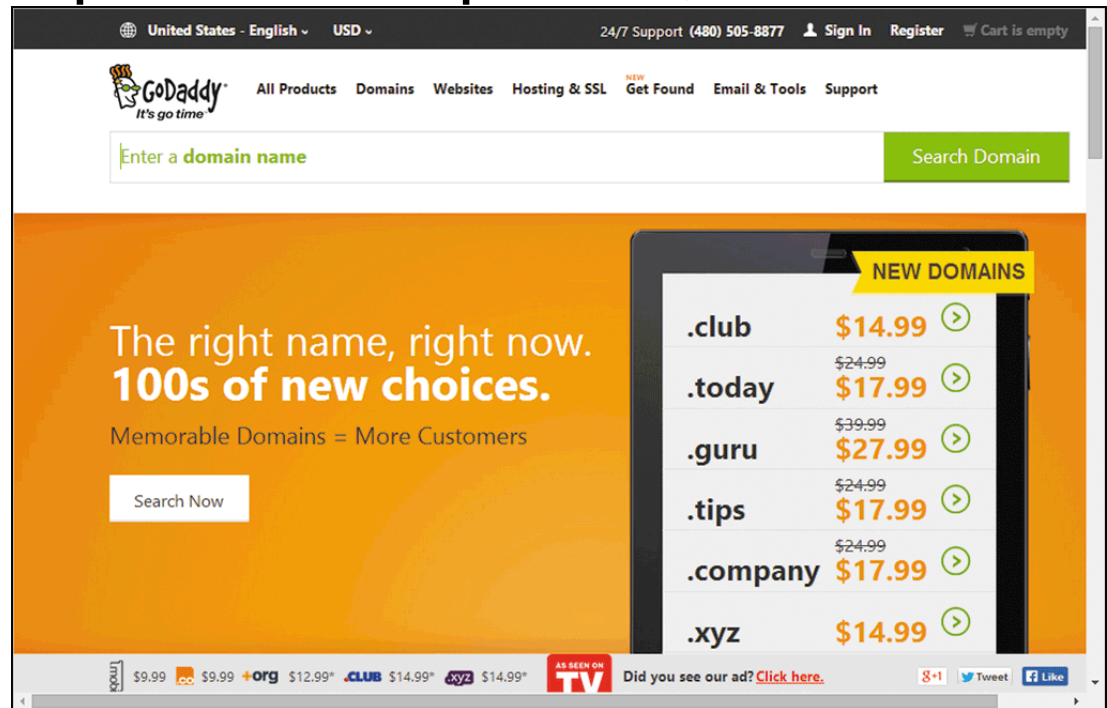 United States - English USD 24/7 Support (480) 505-8877 Sign In Register Cart is empty
GoDaddy
It's go time
All Products Domains Websites Hosting & SSL NEW Get Found Email & Tools Support
Enter a domain name Search Domain
NEW DOMAINS
The right name, right now.
100s of new choices.
Memorable Domains = More Customers
Search Now
.club $14.99
$24.99
.today $17.99
$39.99
.guru $27.99
$24.99
.tips $17.99
$24.99
.company $17.99
.xyz $14.99
$9.99 .co $9.99 +org $12.99* .CLUB $14.99* .xyz $14.99* AS SEEN ON TV Did you see our ad? Click here. g+1 Tweet f Like